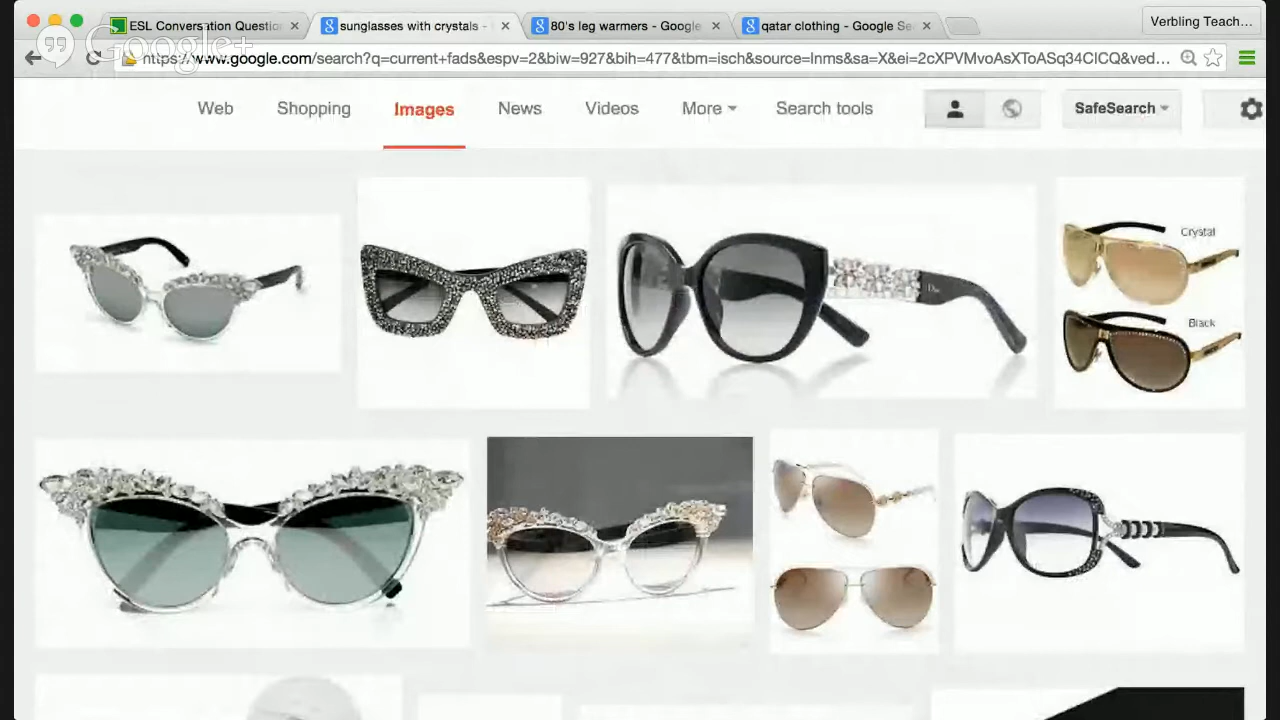 ESL Conversation Question
sunglasses with crystals -
80's leg warmers - Google
qatar clothing - Google Se
Verbling Teach...
Google+
https://www.google.com/search?q=current+fads&espv=2&biw=927&bih=477&tbm=isch&source=lnms&sa=X&ei=2cXPVMvoAsXToASq34CICQ&ved...
Web Shopping Images News Videos More Search tools SafeSearch
Crystal
Dior
Black